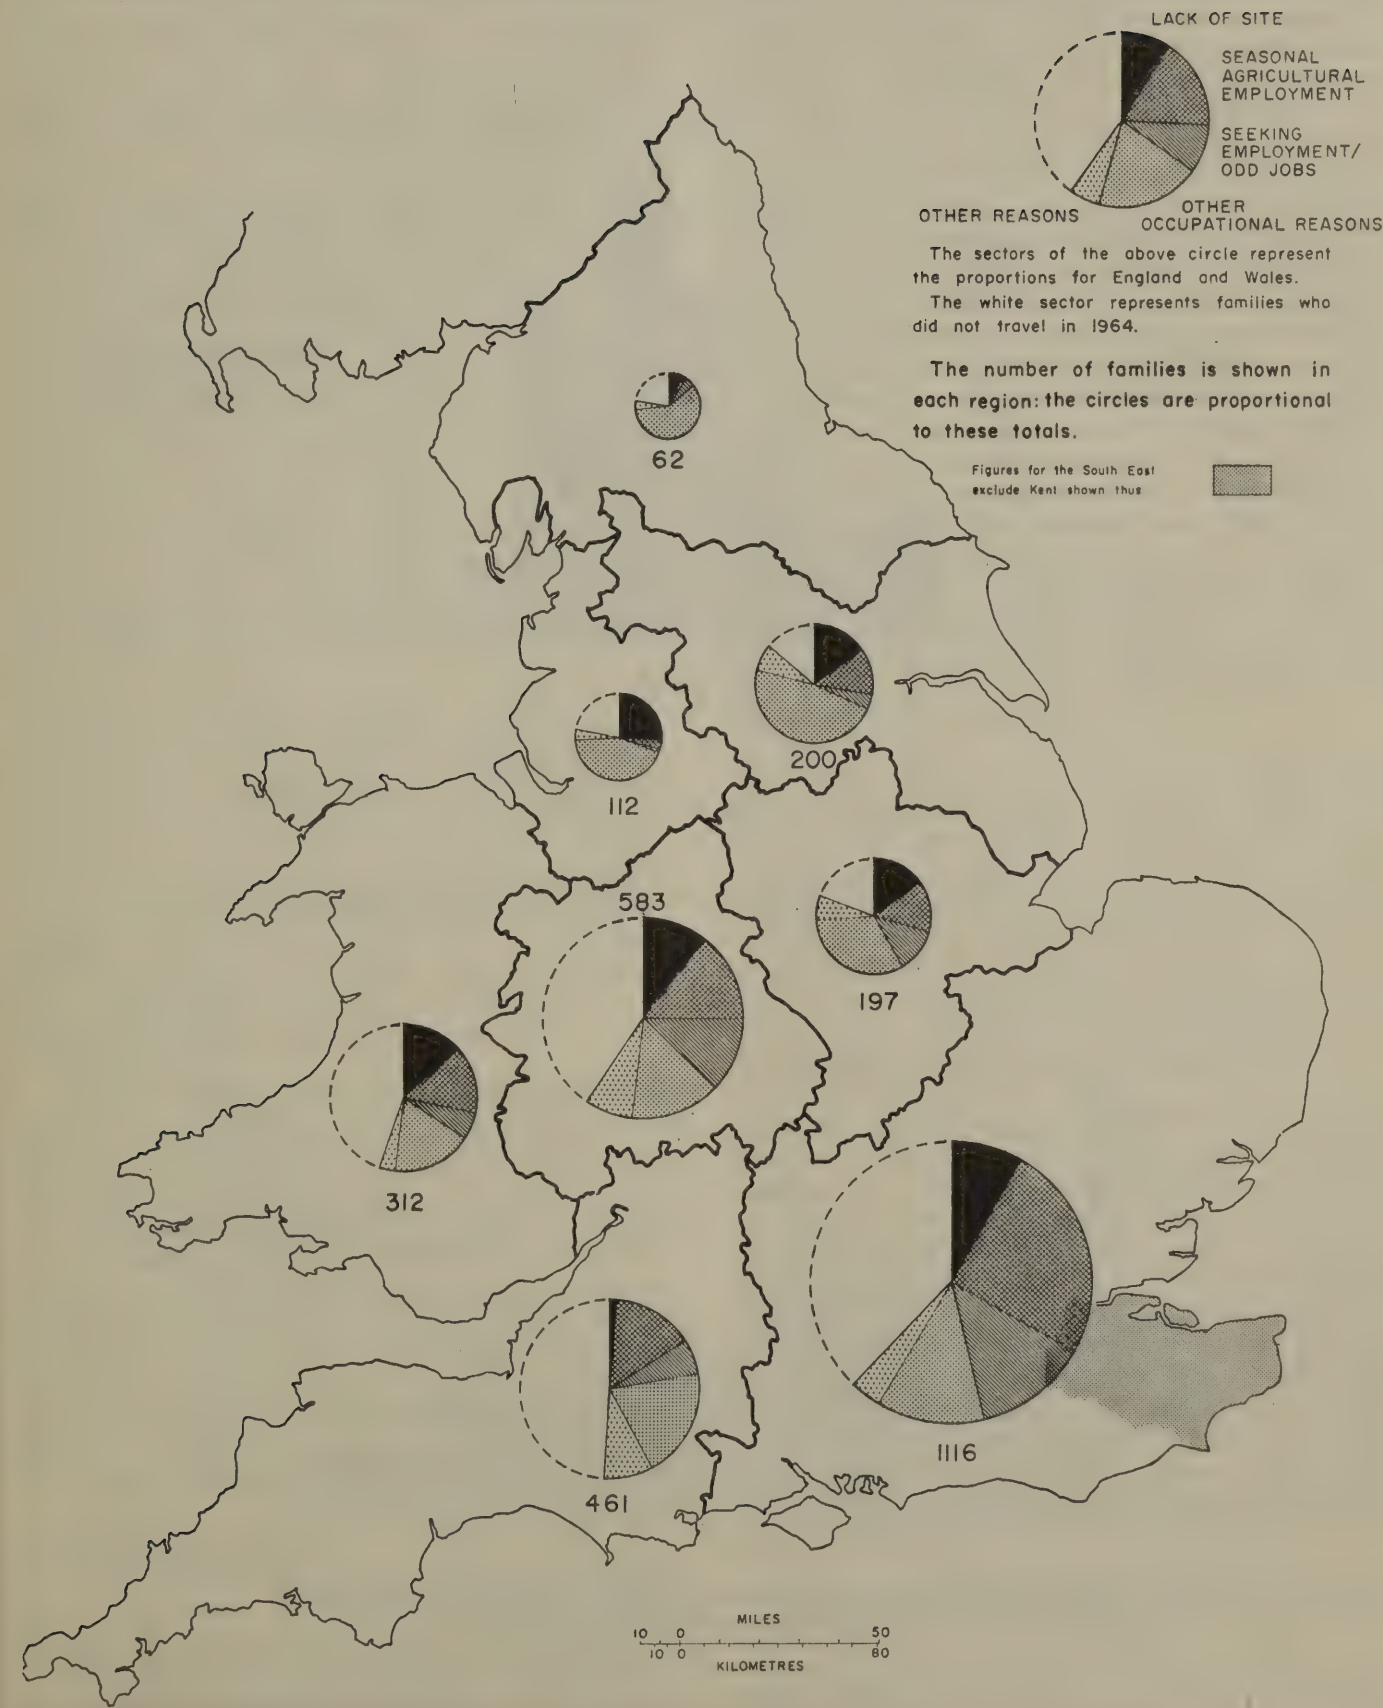 LACK OF SITE
SEASONAL
AGRICULTURAL
EMPLOYMENT
SEEKING
EMPLOYMENT/
ODD JOBS
OTHER
OCCUPATIONAL REASONS
OTHER REASONS
The sectors of the above circle represent
the proportions for England and Wales.
The white sector represents families who
did not travel in 1964.
The number of families is shown in
each region: the circles are proportional
to these totals.
Figures for the South East
exclude Kent shown thus
62
200
112
583
197
312
1116
461
MILES
10 0 50
10 0 80
KILOMETRES